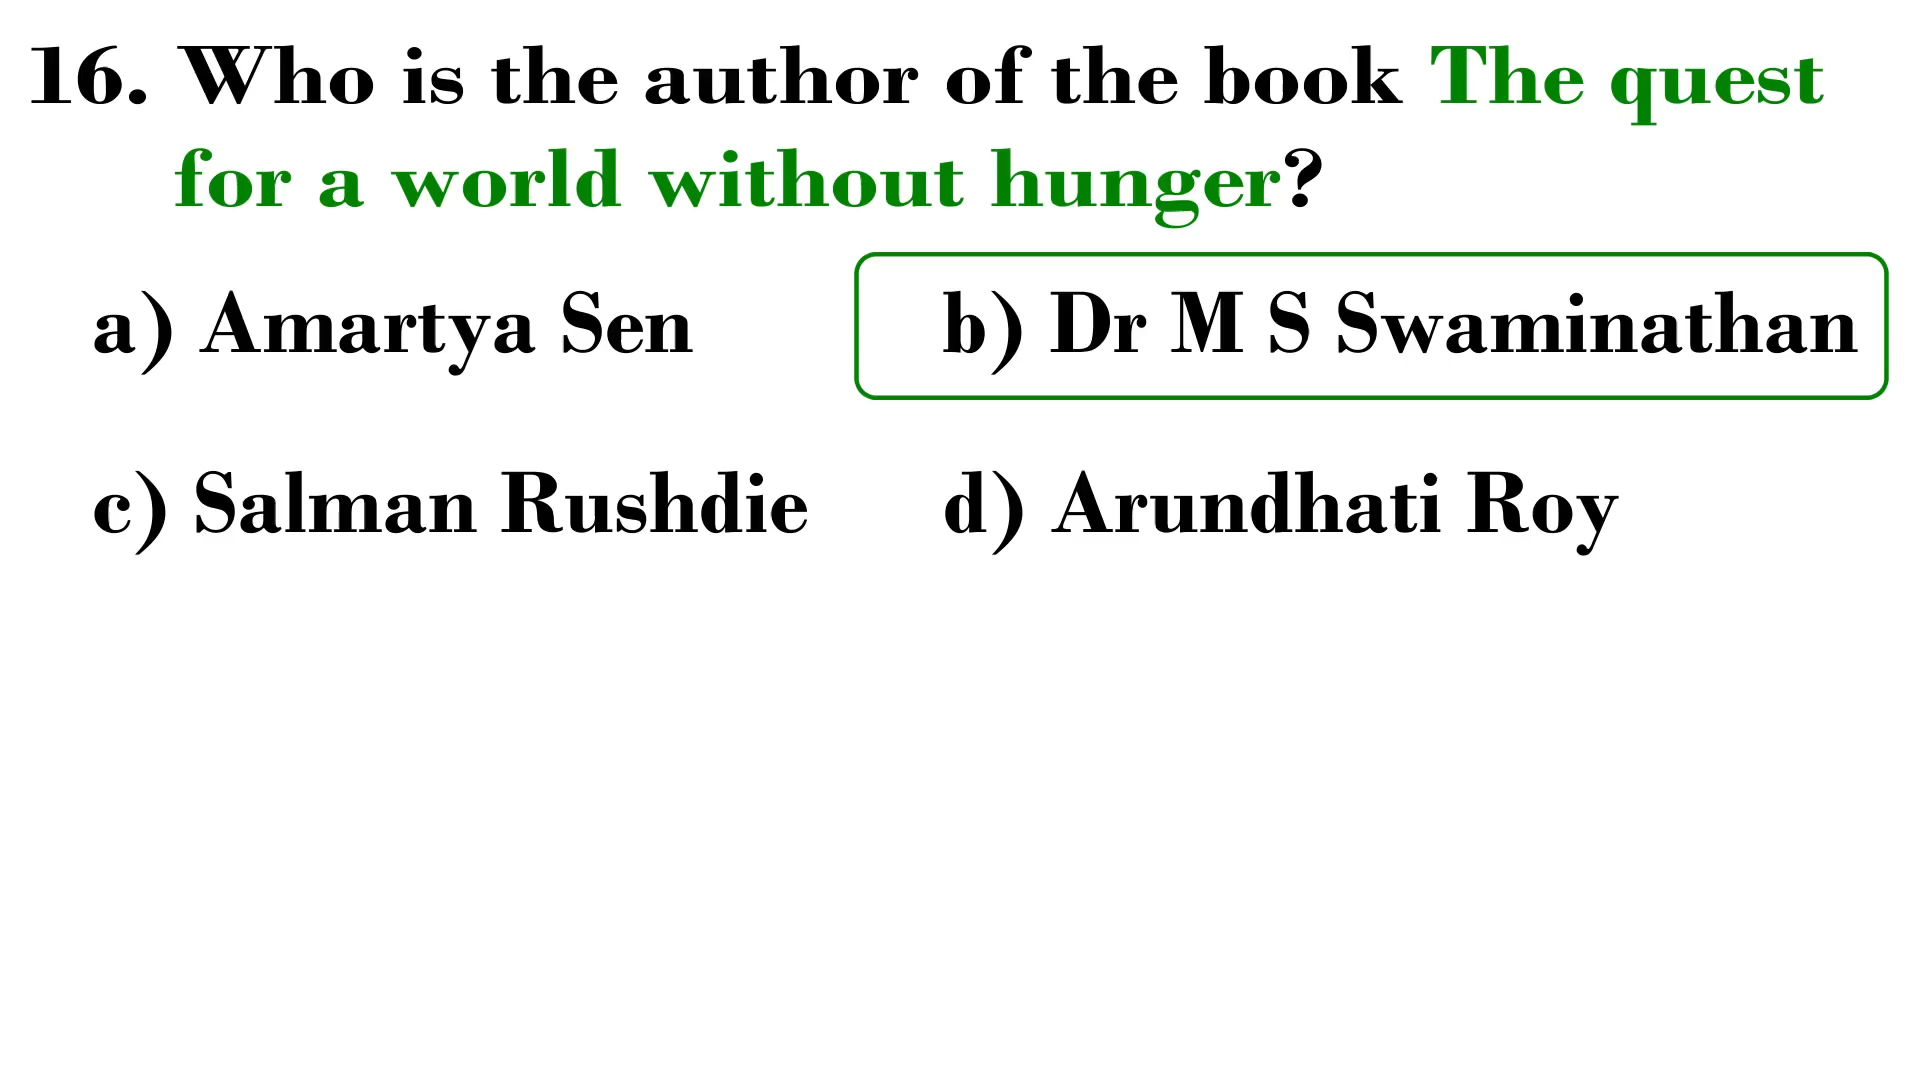 16. Who is the author of the book The quest
for a world without hunger?
a) Amartya Sen b) Dr M S Swaminathan
c) Salman Rushdie d) Arundhati Roy